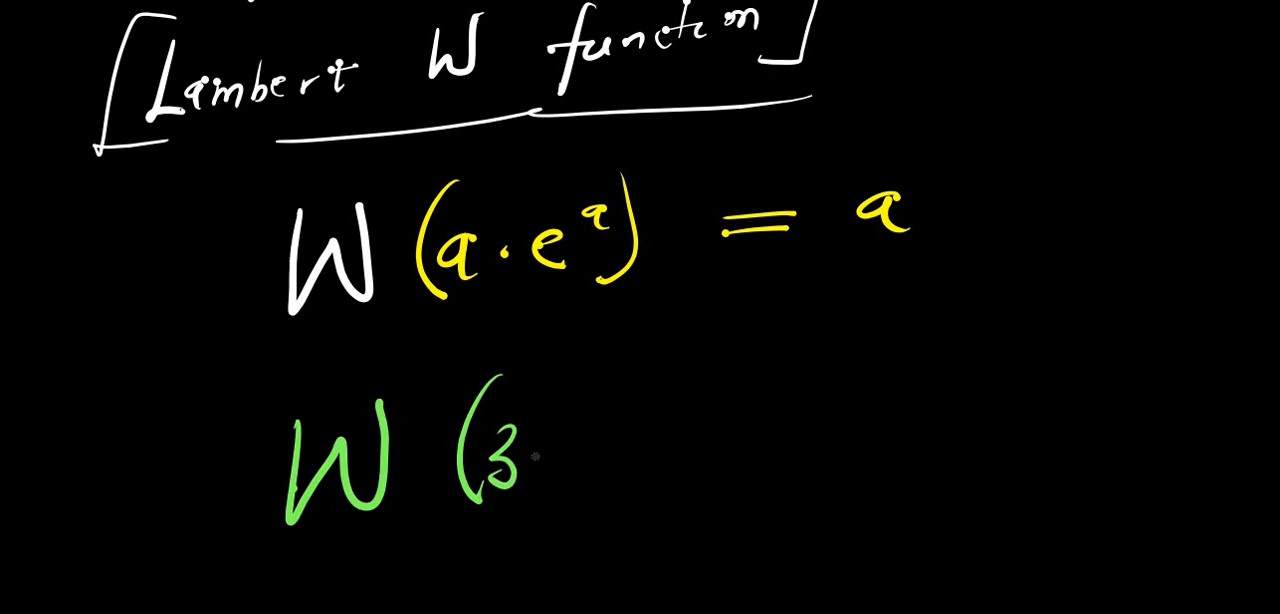 [Lambert W function]
W (a · e^a) = a
W (3